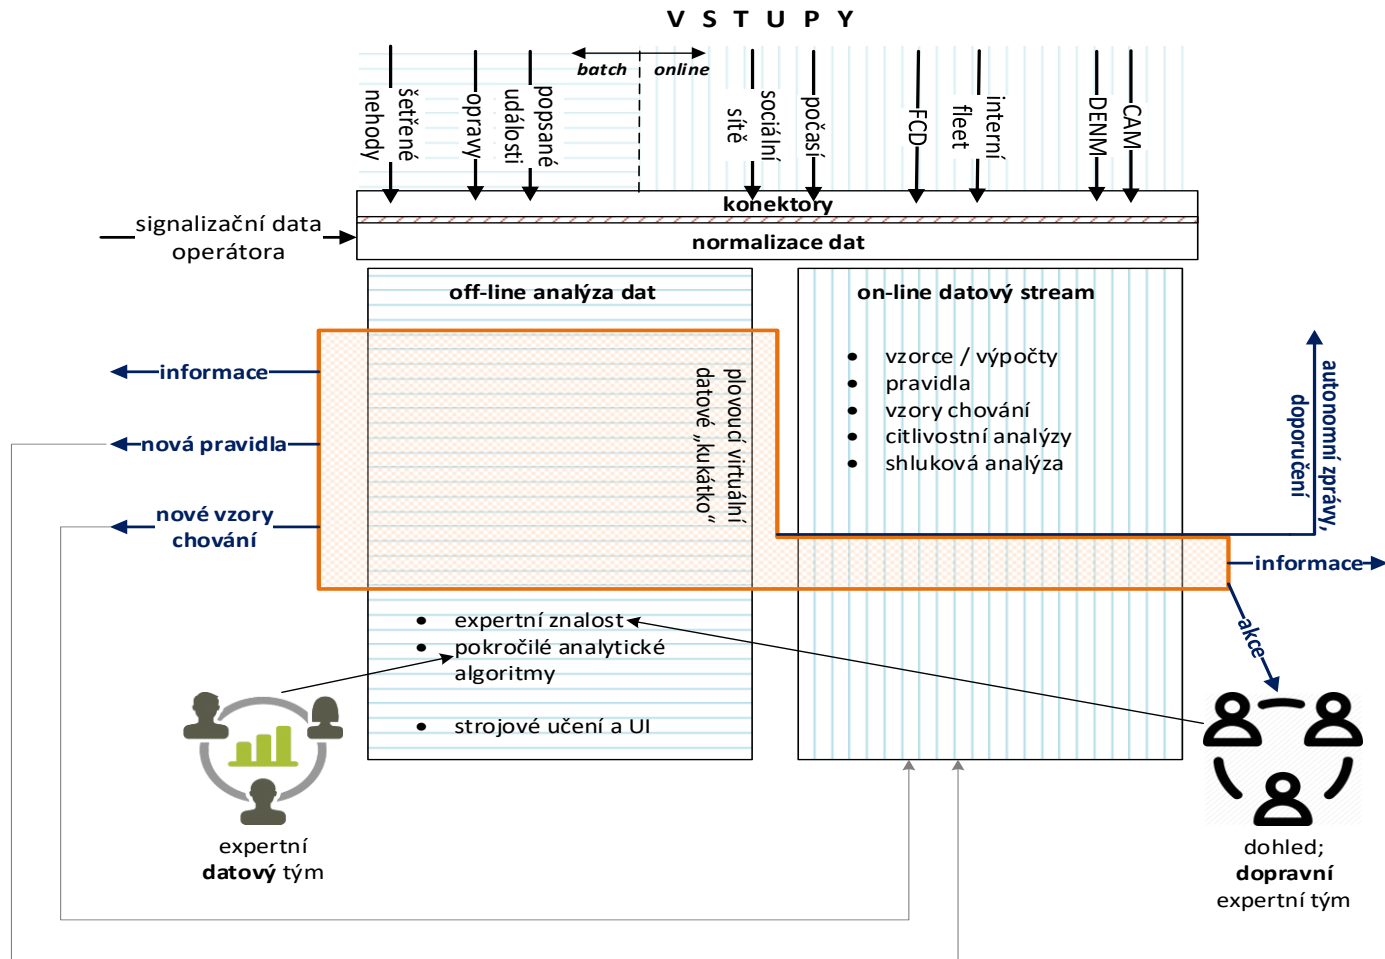 V S T U P Y
batch
online
šetřené
nehody
opravy
popsané
události
sociální
sítě
počasí
FCD
interní
fleet
DENM
CAM
konektory
signalizační data
operátora
normalizace dat
off-line analýza dat
on-line datový stream
• vzorce / výpočty
• pravidla
• vzory chování
• citlivostní analýzy
• shluková analýza
plovoucí virtuální
datové „kukátko“
informace
nová pravidla
nové vzory
chování
autonomní zprávy,
doporučení
informace
akce
• expertní znalost
• pokročilé analytické
algoritmy
• strojové učení a UI
expertní
datový tým
dohled;
dopravní
expertní tým